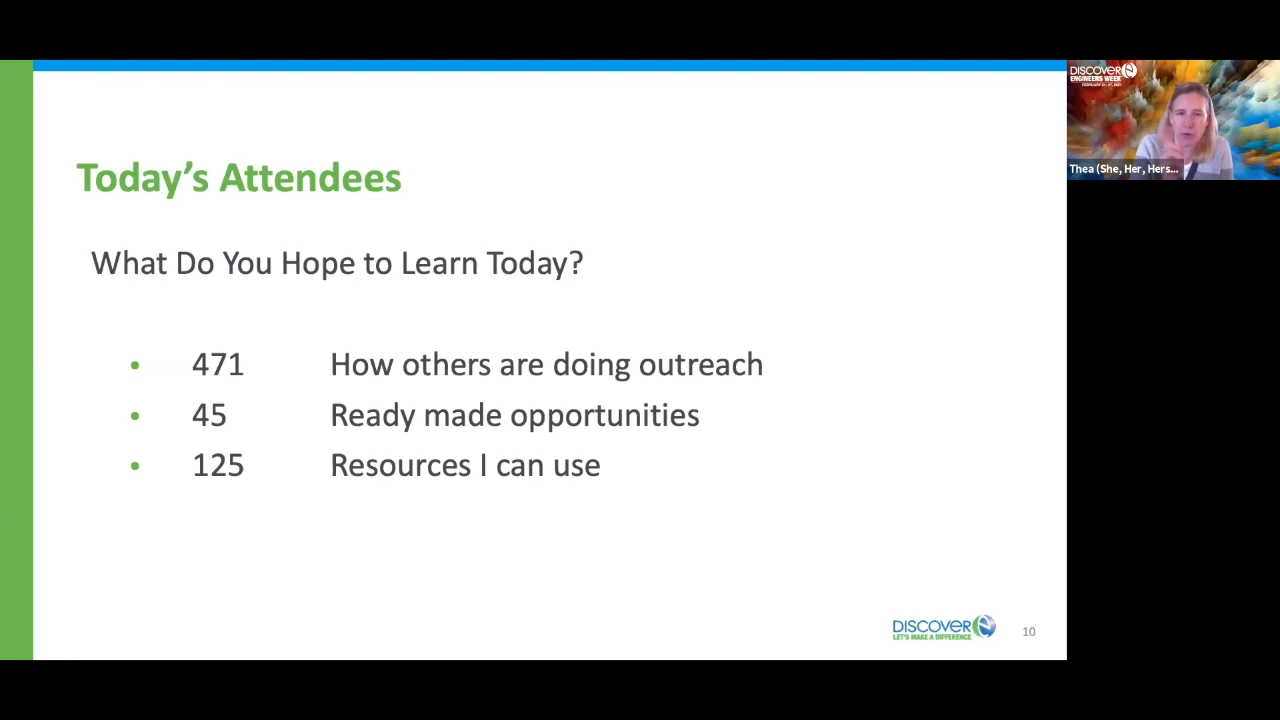 Today's Attendees
What Do You Hope to Learn Today?
• 471 How others are doing outreach
• 45 Ready made opportunities
• 125 Resources I can use
DISCOVER
LET'S MAKE A DIFFERENCE
10
DISCOVER
ENGINEERS WEEK
FEBRUARY 21-27, 2021
Thea (She, Her, Hers...